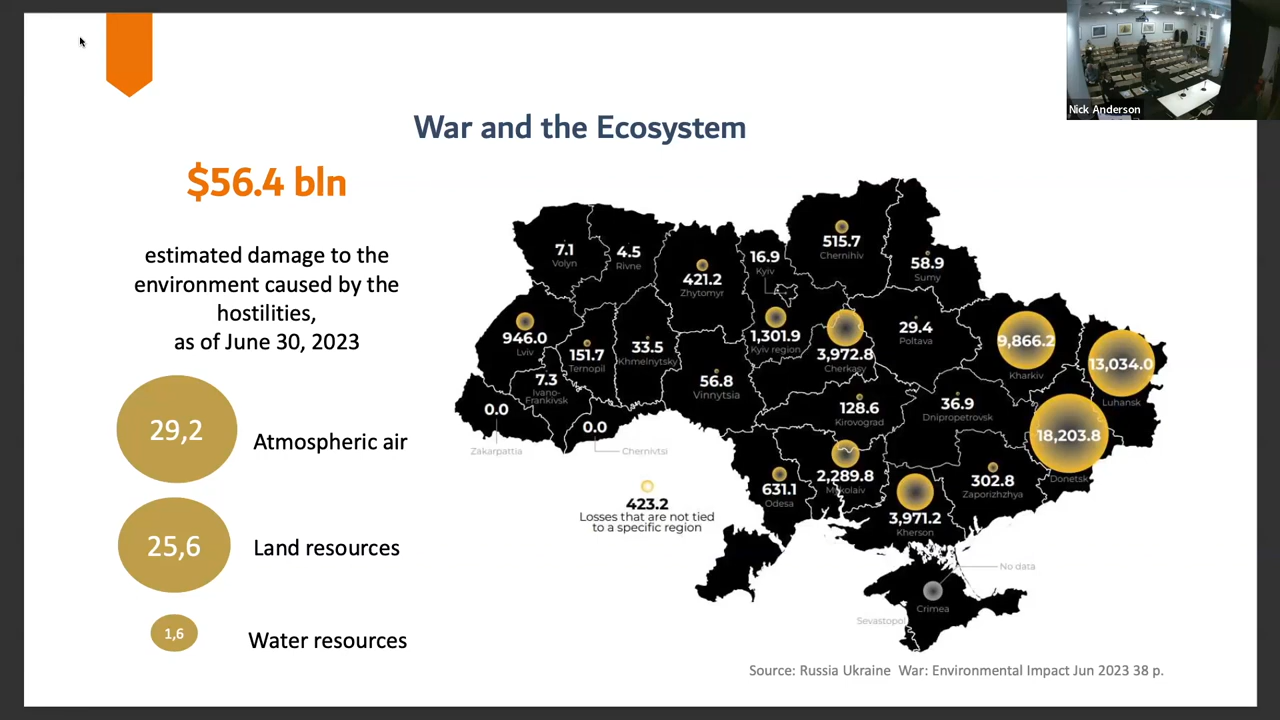 Nick Anderson
War and the Ecosystem
$56.4 bln
estimated damage to the
environment caused by the
hostilities,
as of June 30, 2023
29,2
Atmospheric air
25,6
Land resources
1,6
Water resources
7.1
Volyn
4.5
Rivne
421.2
Zhytomyr
16.9
Kyiv
515.7
Chernihiv
58.9
Sumy
946.0
Lviv
151.7
Ternopil
33.5
Khmelnytsky
1,301.9
Kyiv region
3,972.8
Cherkasy
29.4
Poltava
9,866.2
Kharkiv
13,034.0
Luhansk
7.3
Ivano-
Frankivsk
56.8
Vinnytsia
0.0
Zakarpattia
0.0
Chernivtsi
128.6
Kirovograd
36.9
Dnipropetrovsk
18,203.8
Donetsk
423.2
Losses that are not tied
to a specific region
631.1
Odesa
2,289.8
Mykolaiv
3,971.2
Kherson
302.8
Zaporizhzhya
No data
Crimea
Sevastopol
Source: Russia Ukraine War: Environmental Impact Jun 2023 38 p.